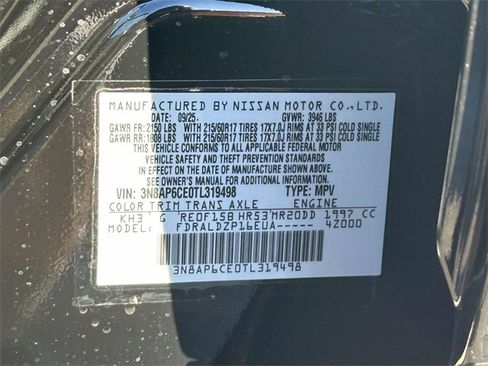 MANUFACTURED BY NISSAN MOTOR CO.,LTD.
DATE: 09/25 GVWR: 3946 LBS
GAWR FR: 2150 LBS WITH 215/60R17 TIRES 17X7.0J RIMS AT 33 PSI COLD SINGLE
GAWR RR: 1808 LBS WITH 215/60R17 TIRES 17X7.0J RIMS AT 33 PSI COLD SINGLE
THIS VEHICLE CONFORMS TO ALL APPLICABLE FEDERAL MOTOR
VEHICLE SAFETY AND THEFT PREVENTION STANDARDS
IN EFFECT ON THE DATE OF MANUFACTURE SHOWN ABOVE.
SEE OWNER'S MANUAL FOR ADDITIONAL INFORMATION.
VIN: 3N8AP6CE0TL319498 TYPE: MPV
COLOR TRIM TRANS AXLE ENGINE
KH3 G RE0F15B HR53 MR20DD 1997 CC
MODEL----- FDRALDZP16EUA----- 4Z000
3N8AP6CE0TL319498